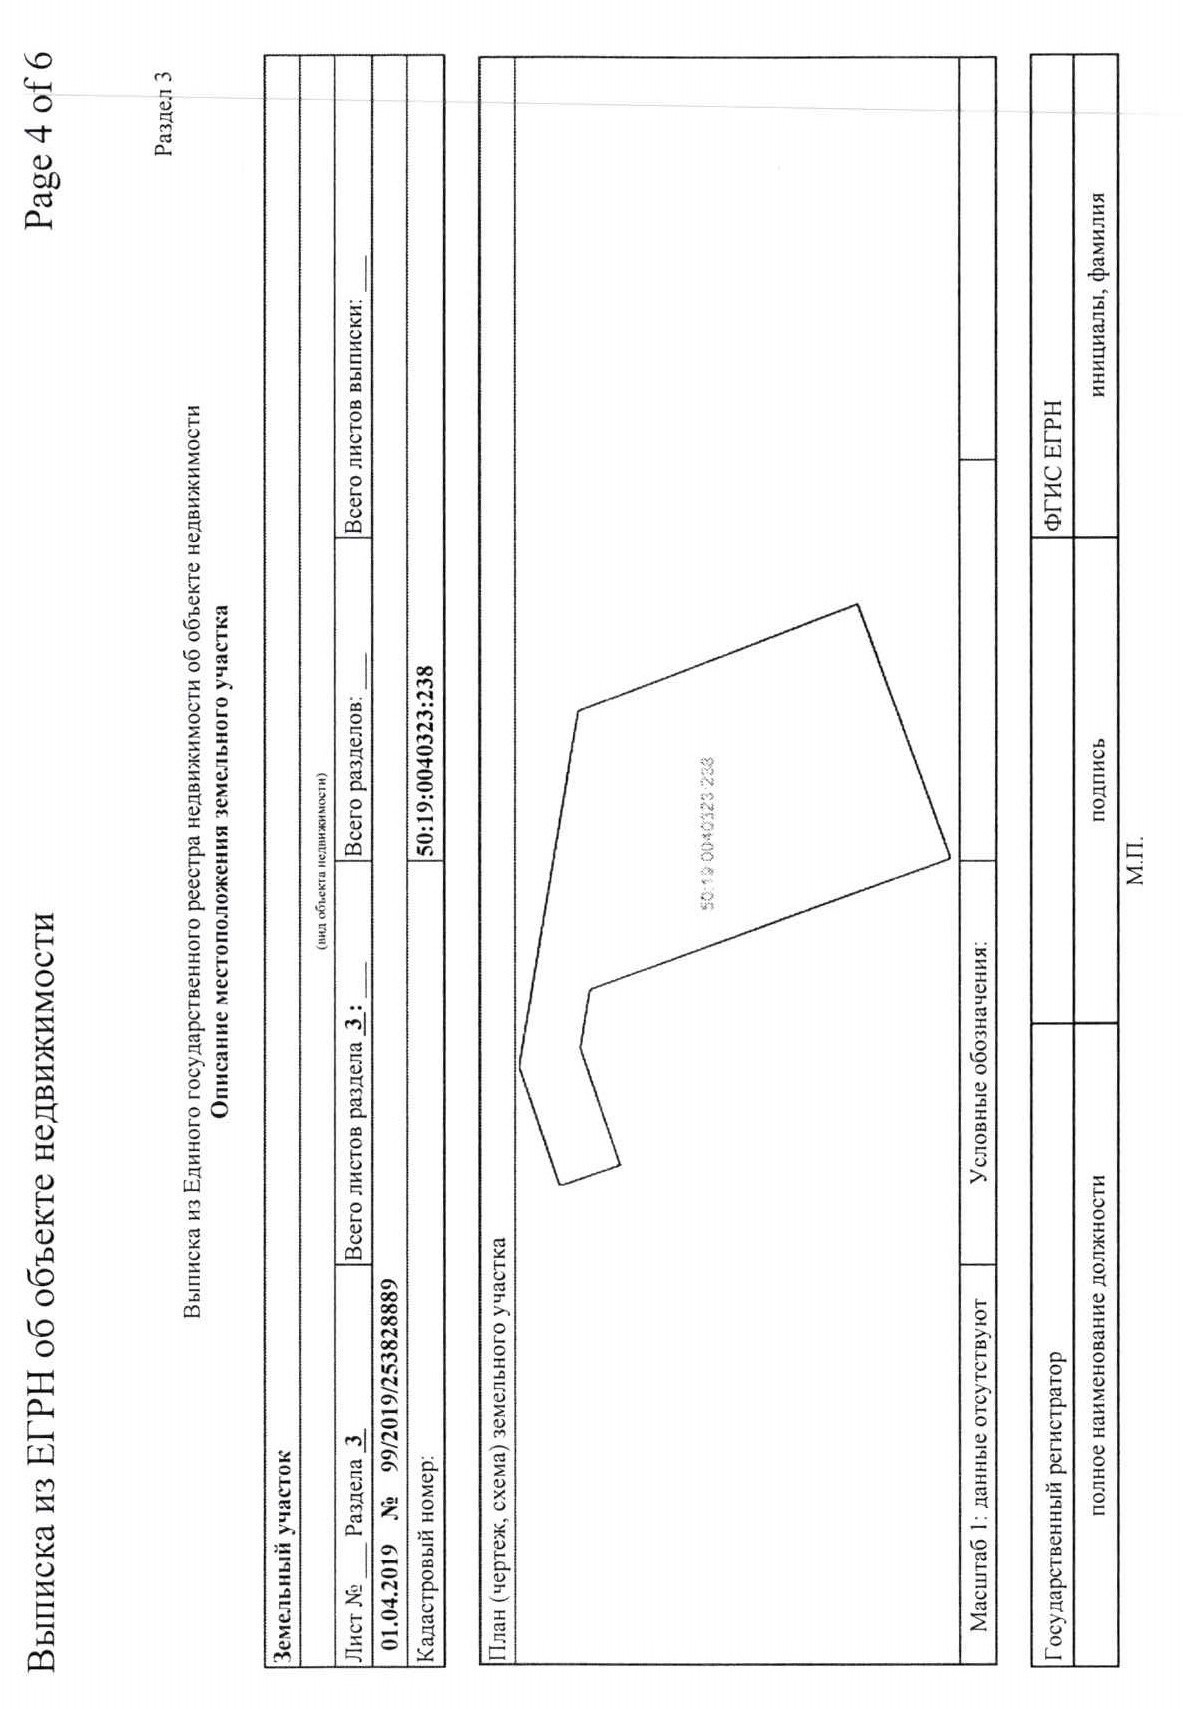 Выписка из ЕГРН об объекте недвижимости Page 4 of 6
Раздел 3
Выписка из Единого государственного реестра недвижимости об объекте недвижимости
Описание местоположения земельного участка
Земельный участок
(вид объекта недвижимости)
Лист № ___ Раздела 3 Всего листов раздела 3 : ___ Всего разделов: ___ Всего листов выписки: ___
01.04.2019 № 99/2019/253828889
Кадастровый номер: 50:19:0040323:238
План (чертеж, схема) земельного участка
50:19:0040323:238
Масштаб 1: данные отсутствуют Условные обозначения:
Государственный регистратор ФГИС ЕГРН
полное наименование должности подпись инициалы, фамилия
М.П.